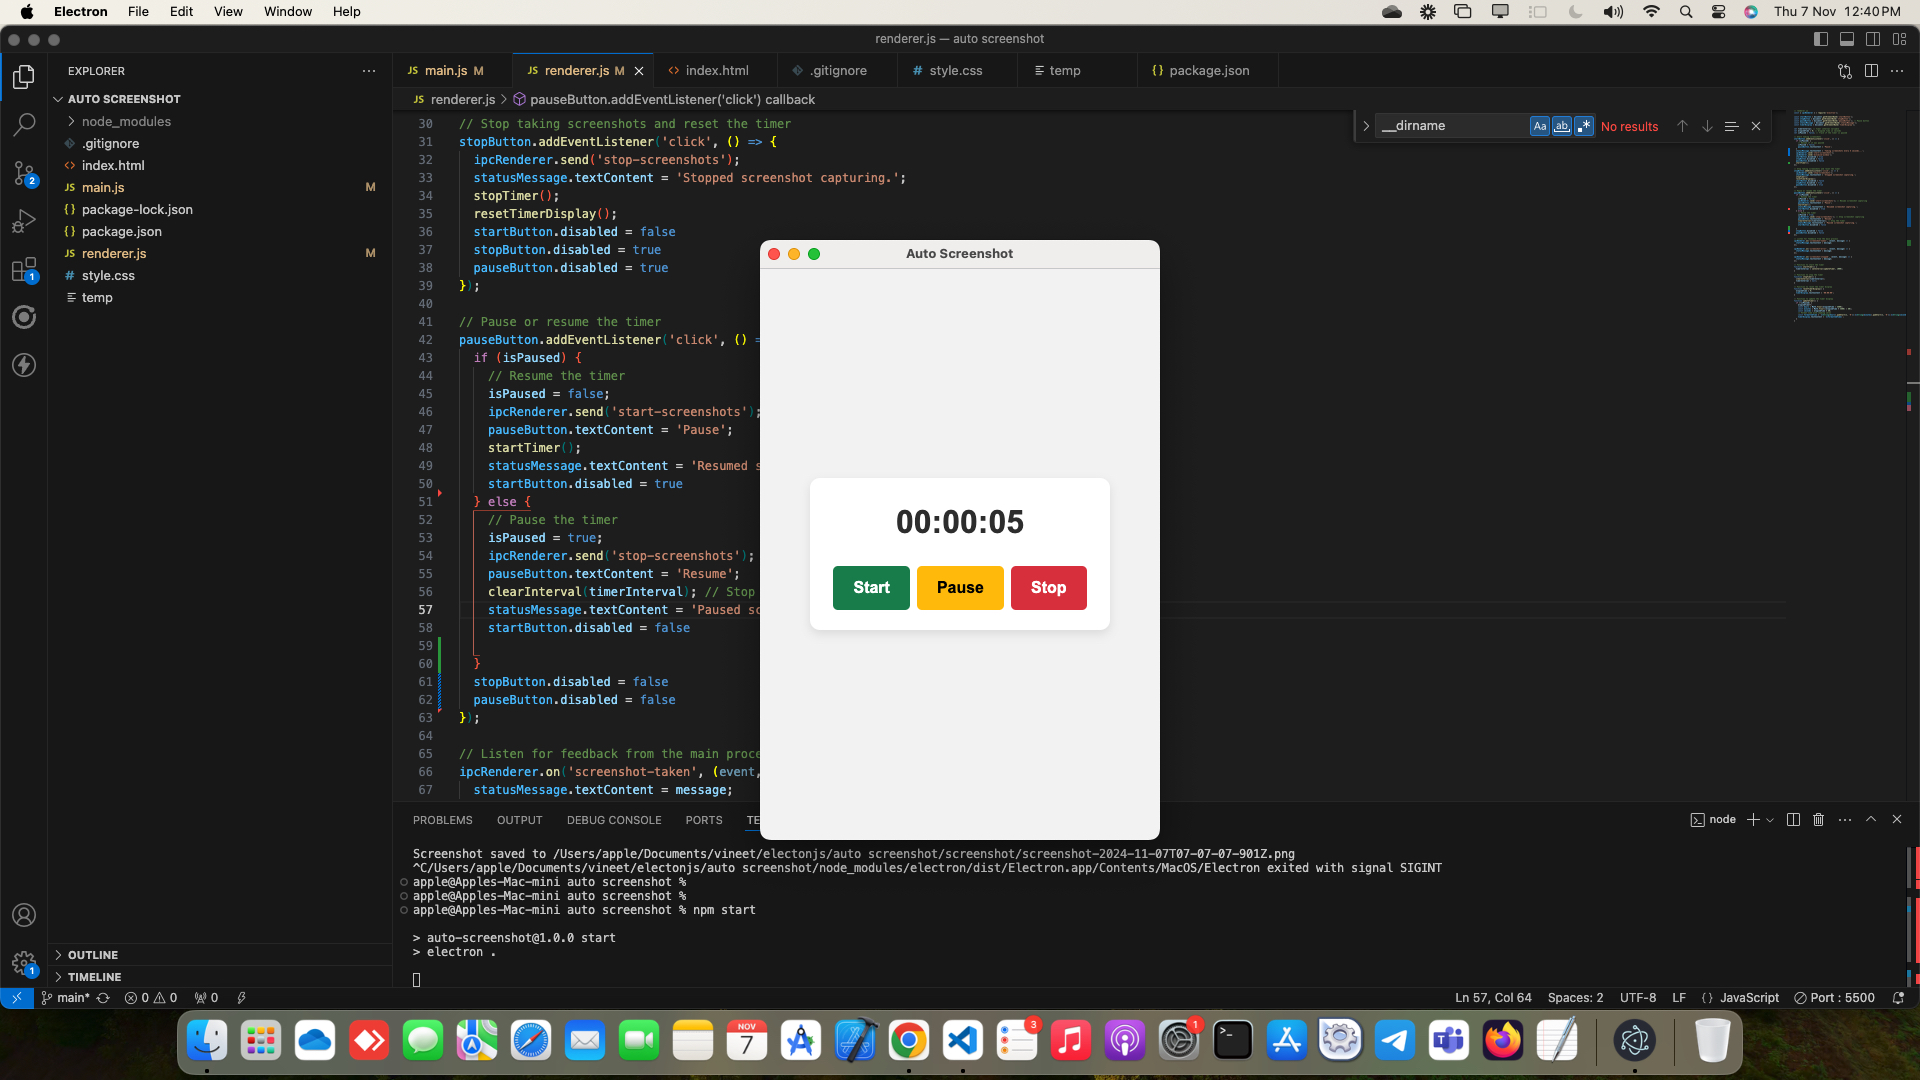 Electron File Edit View Window Help
Thu 7 Nov 12:40 PM
renderer.js — auto screenshot
EXPLORER
AUTO SCREENSHOT
node_modules
.gitignore
index.html
JS main.js M
{} package-lock.json
{} package.json
JS renderer.js M
# style.css
temp
OUTLINE
TIMELINE
JS main.js M
JS renderer.js M
<> index.html
.gitignore
# style.css
temp
{} package.json
JS renderer.js > pauseButton.addEventListener('click') callback
__dirname
Aa
ab
No results
30 // Stop taking screenshots and reset the timer
31 stopButton.addEventListener('click', () => {
32 ipcRenderer.send('stop-screenshots');
33 statusMessage.textContent = 'Stopped screenshot capturing.';
34 stopTimer();
35 resetTimerDisplay();
36 startButton.disabled = false
37 stopButton.disabled = true
38 pauseButton.disabled = true
39 });
40
41 // Pause or resume the timer
42 pauseButton.addEventListener('click', () =
43 if (isPaused) {
44 // Resume the timer
45 isPaused = false;
46 ipcRenderer.send('start-screenshots');
47 pauseButton.textContent = 'Pause';
48 startTimer();
49 statusMessage.textContent = 'Resumed s
50 startButton.disabled = true
51 } else {
52 // Pause the timer
53 isPaused = true;
54 ipcRenderer.send('stop-screenshots');
55 pauseButton.textContent = 'Resume';
56 clearInterval(timerInterval); // Stop
57 statusMessage.textContent = 'Paused sc
58 startButton.disabled = false
59
60 }
61 stopButton.disabled = false
62 pauseButton.disabled = false
63 });
64
65 // Listen for feedback from the main proce
66 ipcRenderer.on('screenshot-taken', (event,
67 statusMessage.textContent = message;
Auto Screenshot
00:00:05
Start
Pause
Stop
PROBLEMS OUTPUT DEBUG CONSOLE PORTS TE
node
Screenshot saved to /Users/apple/Documents/vineet/electonjs/auto screenshot/screenshot/screenshot-2024-11-07T07-07-07-901Z.png
^C/Users/apple/Documents/vineet/electonjs/auto screenshot/node_modules/electron/dist/Electron.app/Contents/MacOS/Electron exited with signal SIGINT
apple@Apples-Mac-mini auto screenshot %
apple@Apples-Mac-mini auto screenshot %
apple@Apples-Mac-mini auto screenshot % npm start
> auto-screenshot@1.0.0 start
> electron .
2
1
1
main*
0 0
0
Ln 57, Col 64
Spaces: 2
UTF-8
LF
{} JavaScript
Port : 5500
NOV
7
3
1